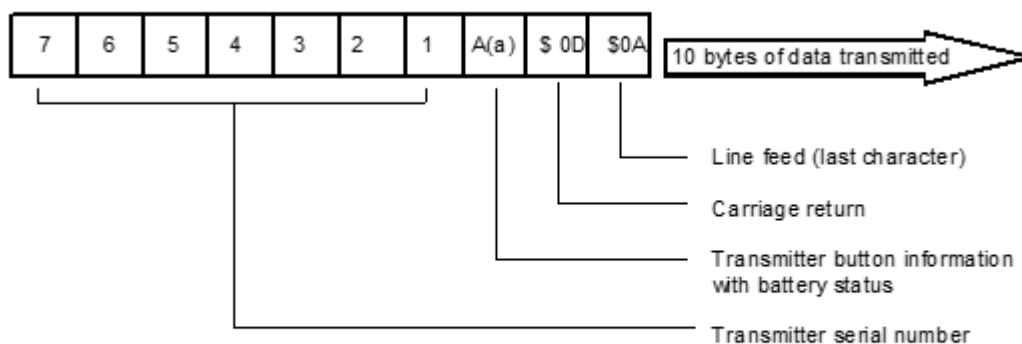 7 6 5 4 3 2 1 A(a) $ 0D $0A
10 bytes of data transmitted
Line feed (last character)
Carriage return
Transmitter button information
with battery status
Transmitter serial number